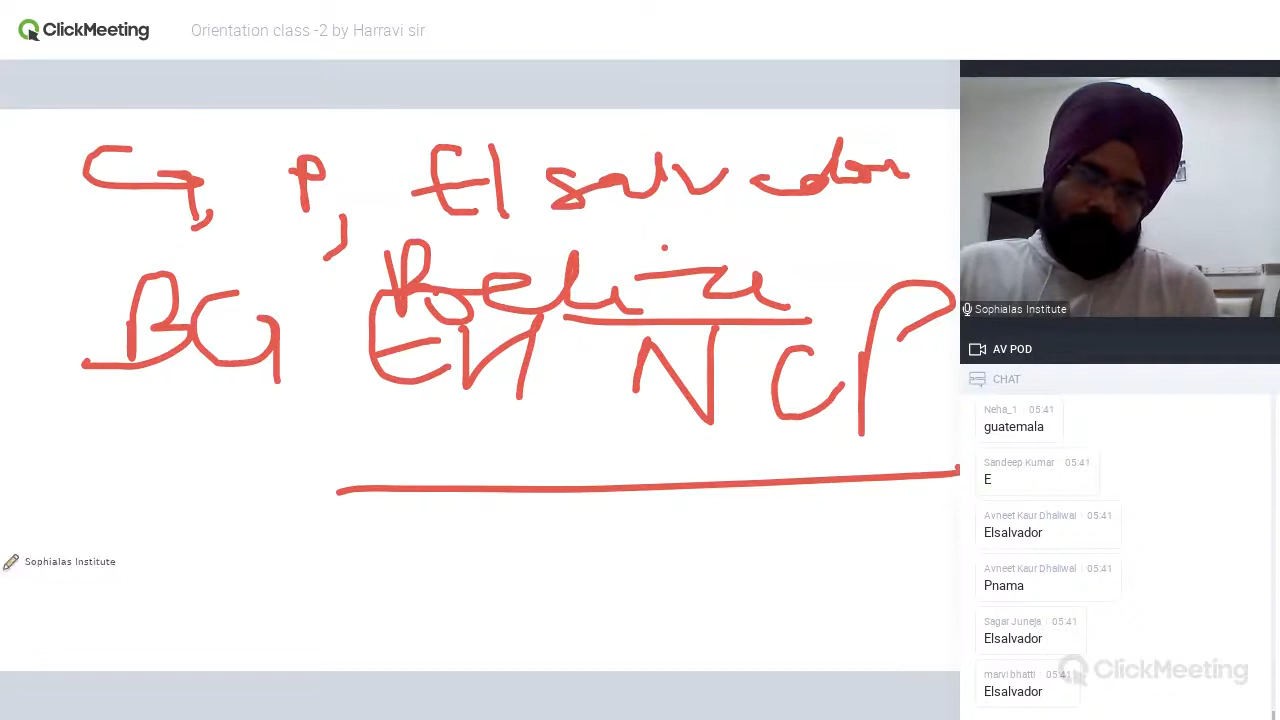 ClickMeeting
Orientation class -2 by Harravi sir
G, P, El salvador
Belize
BG EH NCP
Sophialas Institute
Sophialas Institute
AV POD
CHAT
Neha_1 05:41
guatemala
Sandeep Kumar 05:41
E
Avneet Kaur Dhaliwal 05:41
Elsalvador
Avneet Kaur Dhaliwal 05:41
Pnama
Sagar Juneja 05:41
Elsalvador
marvi bhatti 05:41
Elsalvador
ClickMeeting